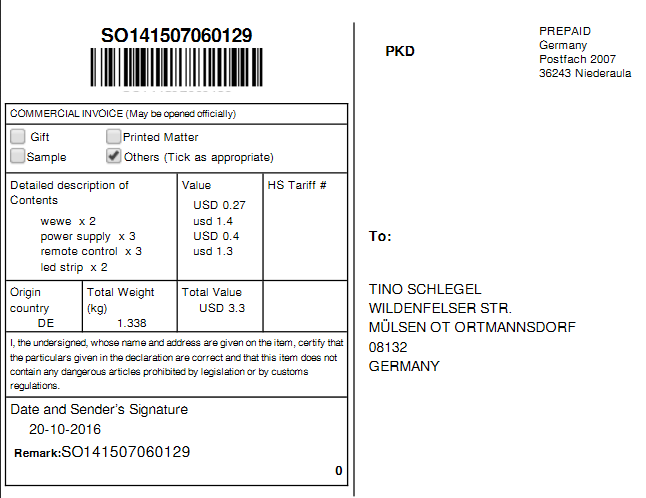 SO141507060129
PKD
PREPAID
Germany
Postfach 2007
36243 Niederaula
COMMERCIAL INVOICE (May be opened officially)
Gift
Printed Matter
Sample
Others (Tick as appropriate)
Detailed description of
Contents
wewe x 2
power supply x 3
remote control x 3
led strip x 2
Value
USD 0.27
usd 1.4
USD 0.4
usd 1.3
HS Tariff #
Origin
country
DE
Total Weight
(kg)
1.338
Total Value
USD 3.3
I, the undersigned, whose name and address are given on the item, certify that
the particulars given in the declaration are correct and that this item does not
contain any dangerous articles prohibited by legislation or by customs
regulations.
Date and Sender's Signature
20-10-2016
Remark:SO141507060129
0
To:
TINO SCHLEGEL
WILDENFELSER STR.
MÜLSEN OT ORTMANNSDORF
08132
GERMANY